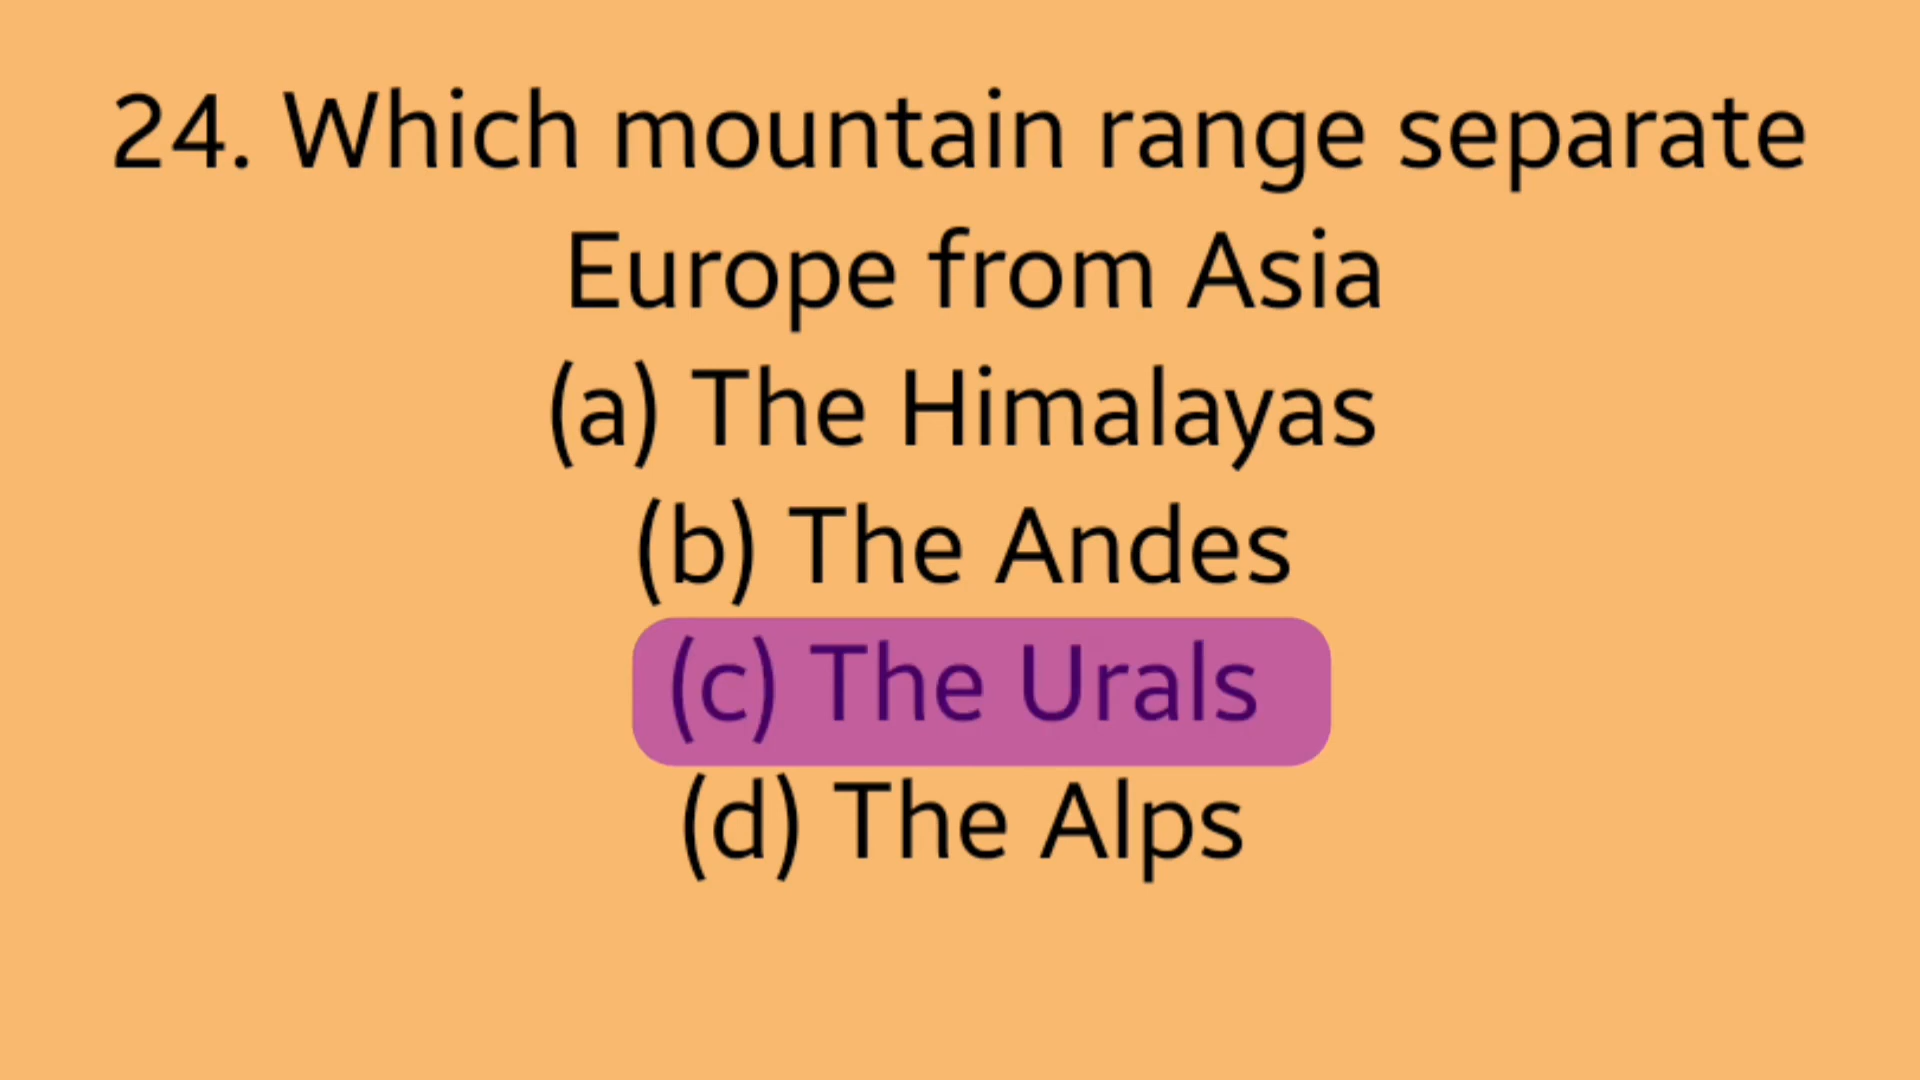 24. Which mountain range separate
Europe from Asia
(a) The Himalayas
(b) The Andes
(c) The Urals
(d) The Alps